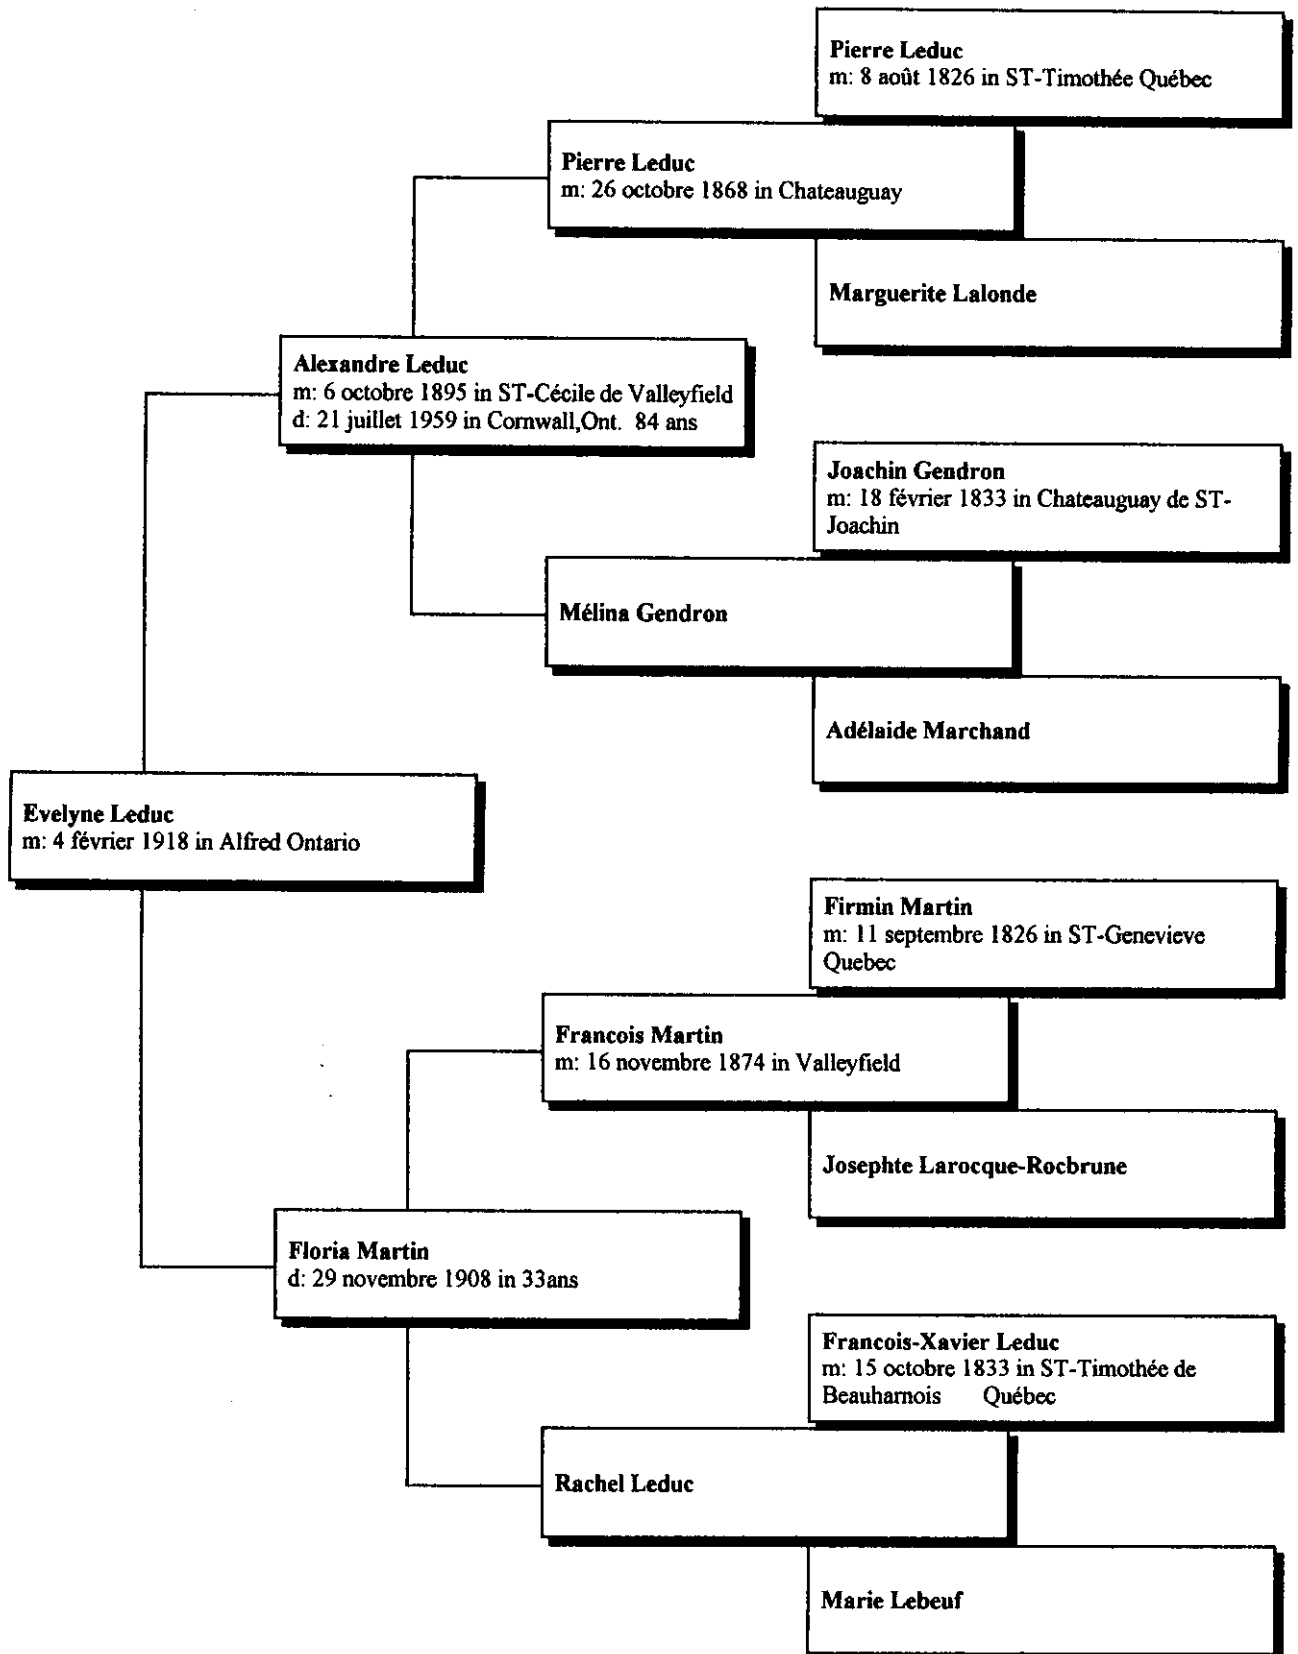 Pierre Leduc
m: 8 août 1826 in ST-Timothée Québec
Pierre Leduc
m: 26 octobre 1868 in Chateauguay
Marguerite Lalonde
Alexandre Leduc
m: 6 octobre 1895 in ST-Cécile de Valleyfield
d: 21 juillet 1959 in Cornwall,Ont. 84 ans
Joachin Gendron
m: 18 février 1833 in Chateauguay de ST-
Joachin
Mélina Gendron
Adélaide Marchand
Evelyne Leduc
m: 4 février 1918 in Alfred Ontario
Firmin Martin
m: 11 septembre 1826 in ST-Genevieve
Quebec
Francois Martin
m: 16 novembre 1874 in Valleyfield
Josephte Larocque-Rocbrune
Floria Martin
d: 29 novembre 1908 in 33ans
Francois-Xavier Leduc
m: 15 octobre 1833 in ST-Timothée de
Beauharnois Québec
Rachel Leduc
Marie Lebeuf